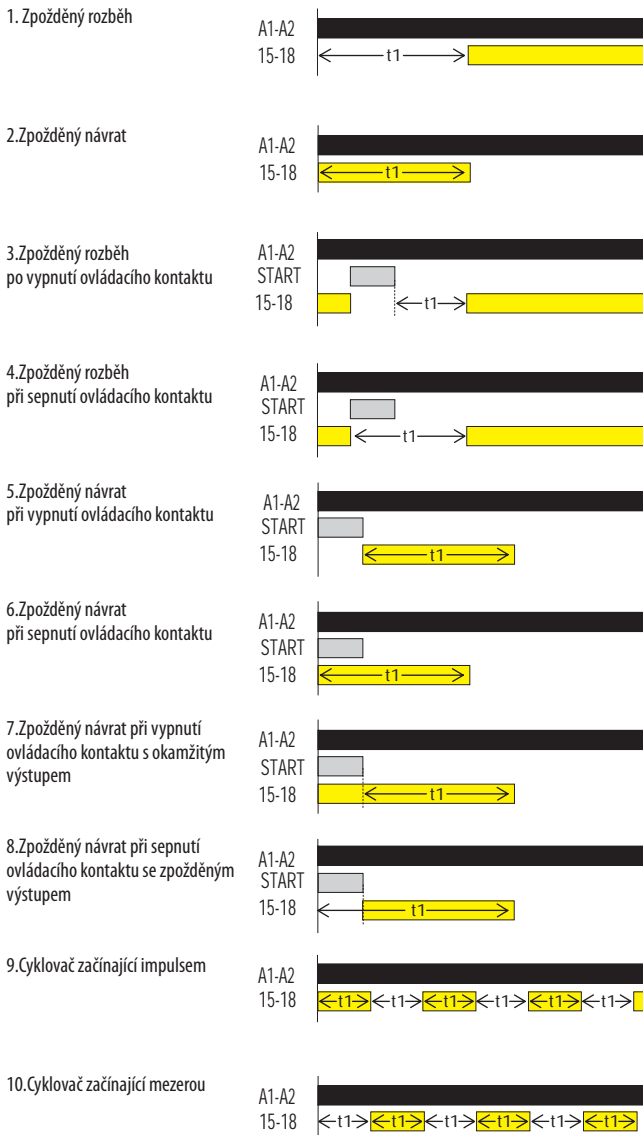 1. Zpožděný rozběh
A1-A2
15-18
t1
2.Zpožděný návrat
A1-A2
15-18
t1
3.Zpožděný rozběh
po vypnutí ovládacího kontaktu
A1-A2
START
15-18
t1
4.Zpožděný rozběh
při sepnutí ovládacího kontaktu
A1-A2
START
15-18
t1
5.Zpožděný návrat
při vypnutí ovládacího kontaktu
A1-A2
START
15-18
t1
6.Zpožděný návrat
při sepnutí ovládacího kontaktu
A1-A2
START
15-18
t1
7.Zpožděný návrat při vypnutí
ovládacího kontaktu s okamžitým
výstupem
A1-A2
START
15-18
t1
8.Zpožděný návrat při sepnutí
ovládacího kontaktu se zpožděným
výstupem
A1-A2
START
15-18
t1
9.Cyklovač začínající impulsem
A1-A2
15-18
t1 t1 t1 t1 t1 t1
10.Cyklovač začínající mezerou
A1-A2
15-18
t1 t1 t1 t1 t1 t1